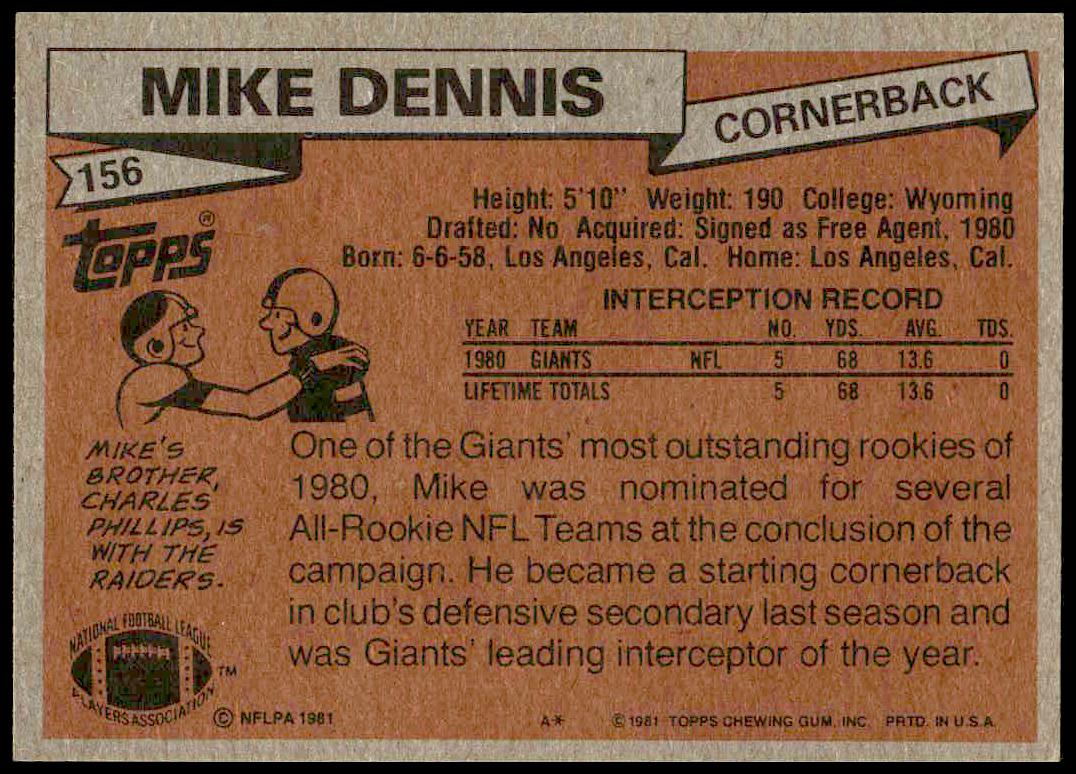 MIKE DENNIS
CORNERBACK
156
TOPPS®
Height: 5'10" Weight: 190 College: Wyoming
Drafted: No Acquired: Signed as Free Agent, 1980
Born: 6-6-58, Los Angeles, Cal. Home: Los Angeles, Cal.
INTERCEPTION RECORD
YEAR TEAM NO. YDS. AVG. TDS.
1980 GIANTS NFL 5 68 13.6 0
LIFETIME TOTALS 5 68 13.6 0
MIKE'S
BROTHER,
CHARLES
PHILLIPS, IS
WITH THE
RAIDERS.
One of the Giants' most outstanding rookies of
1980, Mike was nominated for several
All-Rookie NFL Teams at the conclusion of the
campaign. He became a starting cornerback
in club's defensive secondary last season and
was Giants' leading interceptor of the year.
NATIONAL FOOTBALL LEAGUE
PLAYERS ASSOCIATION
TM
© NFLPA 1981
A*
© 1981 TOPPS CHEWING GUM, INC. PRTD. IN U.S.A.